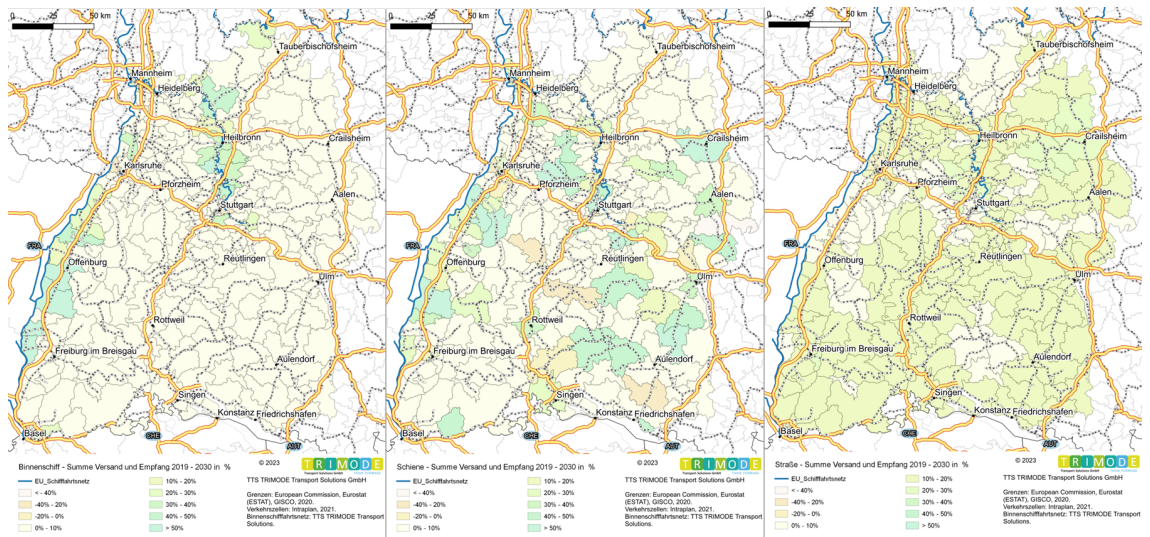 0 25 50 km
Tauberbischofsheim
Mannheim
Heidelberg
Heilbronn
Crailsheim
Karlsruhe
Pforzheim
Aalen
Stuttgart
FRA
Offenburg
Reutlingen
Ulm
Rottweil
Freiburg im Breisgau
Aulendorf
Singen
Konstanz
Friedrichshafen
Basel
CHE
AUT
Binnenschiff - Summe Versand und Empfang 2019 - 2030 in %
© 2023
TRIMODE
Transport Solutions GmbH
EU_Schifffahrtsnetz
< - 40%
-40% - 20%
-20% - 0%
0% - 10%
10% - 20%
20% - 30%
30% - 40%
40% - 50%
> 50%
TTS TRIMODE Transport Solutions GmbH
Grenzen: European Commission, Eurostat
(ESTAT), GISCO, 2020.
Verkehrszellen: Intraplan, 2021.
Binnenschifffahrtsnetz: TTS TRIMODE Transport
Solutions.
0 25 50 km
Tauberbischofsheim
Mannheim
Heidelberg
Heilbronn
Crailsheim
Karlsruhe
Pforzheim
Aalen
Stuttgart
FRA
Offenburg
Reutlingen
Ulm
Rottweil
Freiburg im Breisgau
Aulendorf
Singen
Konstanz
Friedrichshafen
Basel
CHE
AUT
Schiene - Summe Versand und Empfang 2019 - 2030 in %
© 2023
TRIMODE
Transport Solutions GmbH
EU_Schifffahrtsnetz
< - 40%
-40% - 20%
-20% - 0%
0% - 10%
10% - 20%
20% - 30%
30% - 40%
40% - 50%
> 50%
TTS TRIMODE Transport Solutions GmbH
Grenzen: European Commission, Eurostat
(ESTAT), GISCO, 2020.
Verkehrszellen: Intraplan, 2021.
Binnenschifffahrtsnetz: TTS TRIMODE Transport
Solutions.
0 25 50 km
Tauberbischofsheim
Mannheim
Heidelberg
Heilbronn
Crailsheim
Karlsruhe
Pforzheim
Aalen
Stuttgart
FRA
Offenburg
Reutlingen
Ulm
Rottweil
Freiburg im Breisgau
Aulendorf
Singen
Konstanz
Friedrichshafen
Basel
CHE
AUT
Straße - Summe Versand und Empfang 2019 - 2030 in %
© 2023
TRIMODE
Transport Solutions GmbH
EU_Schifffahrtsnetz
< - 40%
-40% - 20%
-20% - 0%
0% - 10%
10% - 20%
20% - 30%
30% - 40%
40% - 50%
> 50%
TTS TRIMODE Transport Solutions GmbH
Grenzen: European Commission, Eurostat
(ESTAT), GISCO, 2020.
Verkehrszellen: Intraplan, 2021.
Binnenschifffahrtsnetz: TTS TRIMODE Transport
Solutions.